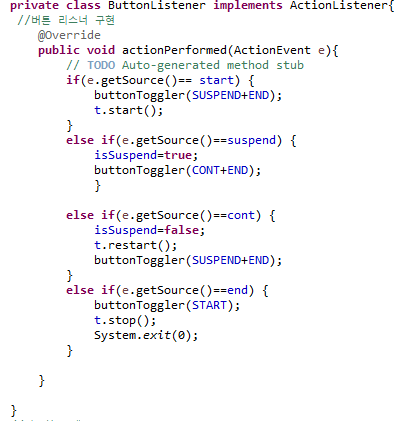 private class ButtonListener implements ActionListener{
//버튼 리스너 구현
@Override
public void actionPerformed(ActionEvent e){
// TODO Auto-generated method stub
if(e.getSource()== start) {
buttonToggler(SUSPEND+END);
t.start();
}
else if(e.getSource()==suspend) {
isSuspend=true;
buttonToggler(CONT+END);
}
else if(e.getSource()==cont) {
isSuspend=false;
t.restart();
buttonToggler(SUSPEND+END);
}
else if(e.getSource()==end) {
buttonToggler(START);
t.stop();
System.exit(0);
}
}
}